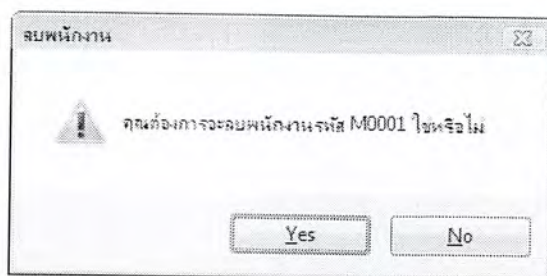 ลบพนักงาน
คุณต้องการจะลบพนักงานรหัส M0001 ใช่หรือไม่
Yes
No